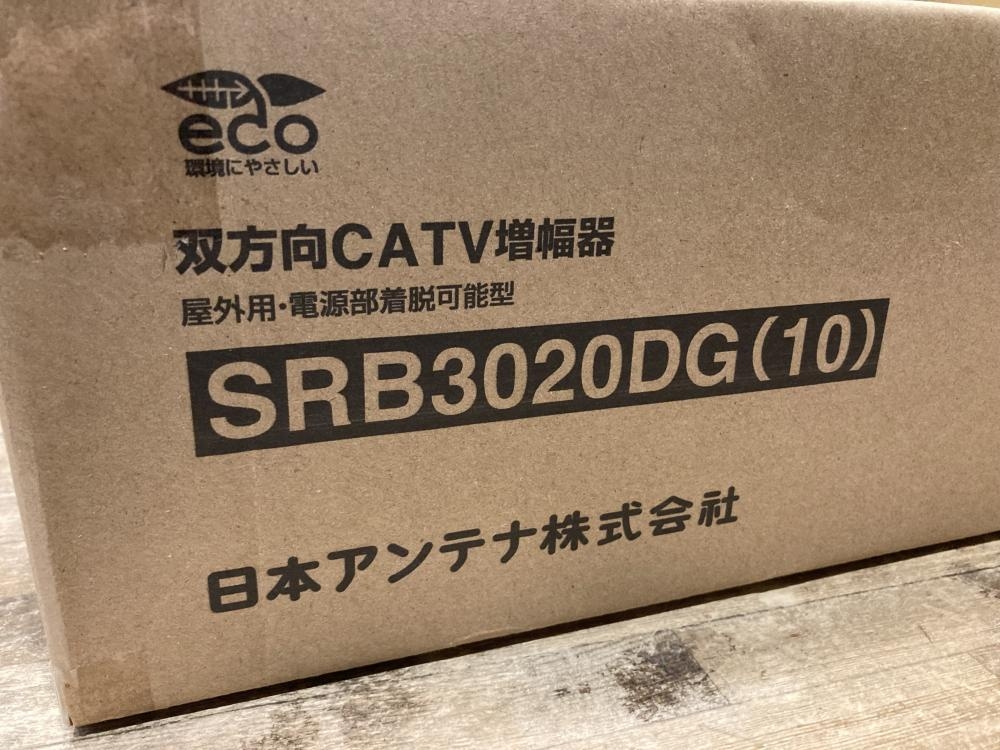 eco
環境にやさしい
双方向CATV増幅器
屋外用・電源部着脱可能型
SRB3020DG(10)
日本アンテナ株式会社